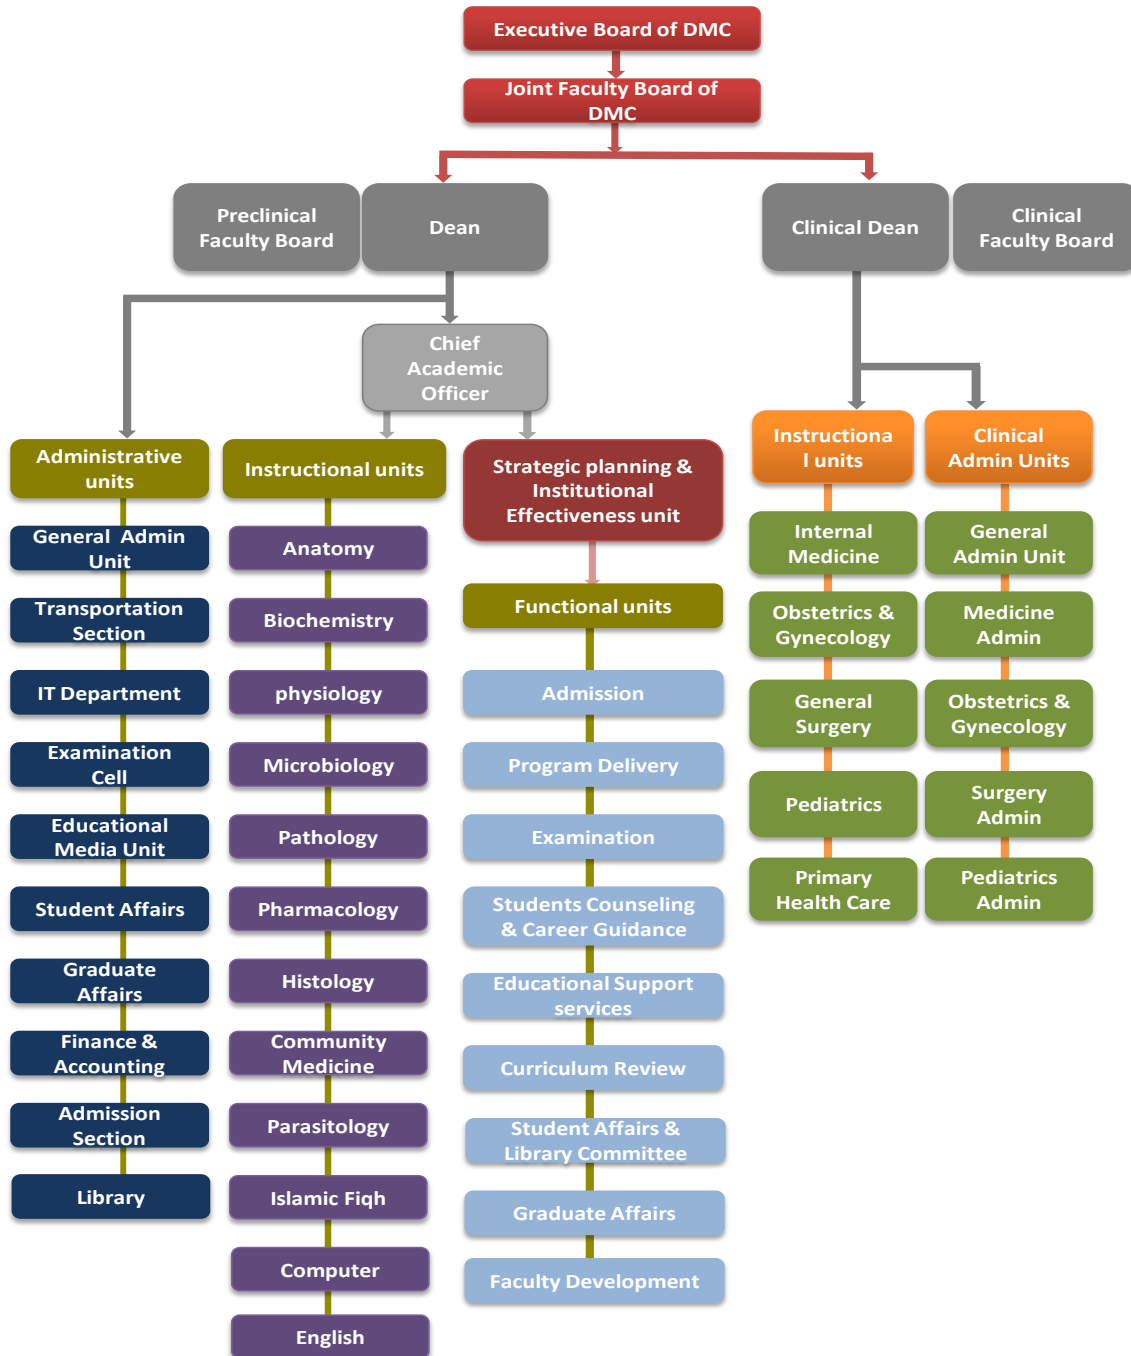 Executive Board of DMC
Joint Faculty Board of
DMC
Preclinical
Faculty Board
Dean
Clinical Dean
Clinical
Faculty Board
Chief
Academic
Officer
Administrative
units
General  Admin
Unit
Transportation
Section
IT Department
Examination
Cell
Educational
Media Unit
Student Affairs
Graduate
Affairs
Finance &
Accounting
Admission
Section
Library
Instructional units
Anatomy
Biochemistry
physiology
Microbiology
Pathology
Pharmacology
Histology
Community
Medicine
Parasitology
Islamic Fiqh
Computer
English
Strategic planning &
Institutional
Effectiveness unit
Functional units
Admission
Program Delivery
Examination
Students Counseling
& Career Guidance
Educational Support
services
Curriculum Review
Student Affairs &
Library Committee
Graduate Affairs
Faculty Development
Instructiona
l units
Internal
Medicine
Obstetrics &
Gynecology
General
Surgery
Pediatrics
Primary
Health Care
Clinical
Admin Units
General
Admin Unit
Medicine
Admin
Obstetrics &
Gynecology
Surgery
Admin
Pediatrics
Admin